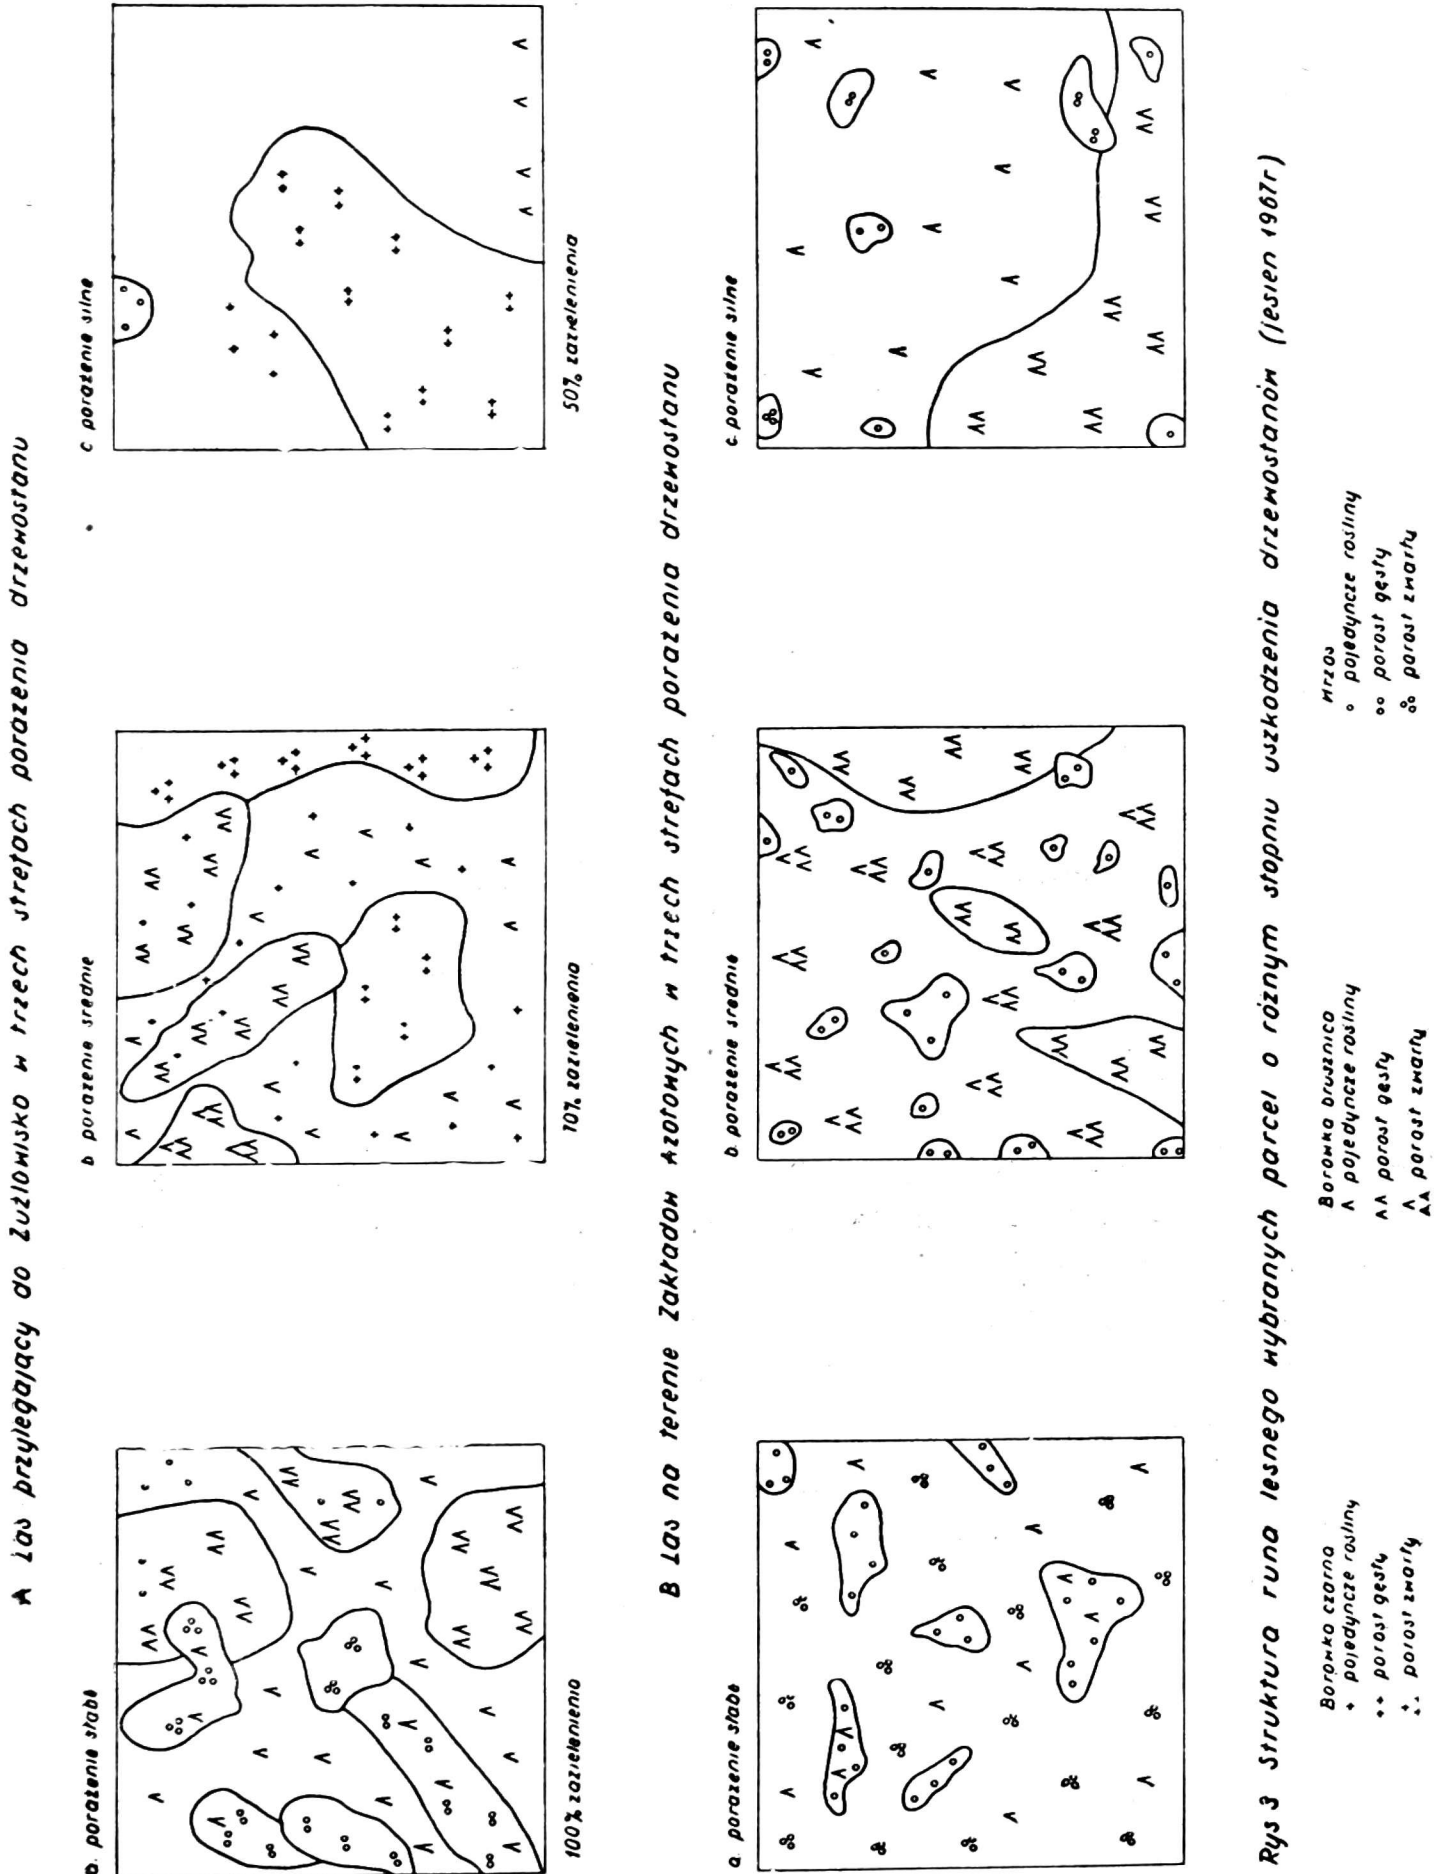 A Las przylegający do Żużlowisko w trzech strefach porażenia drzewostanu
a. porażenie słabe
b porażenie średnie
c porażenie silne
100% zazielenienia
70% zazielenienia
50% zazielenienia
B Las na terenie Zakładów Azotowych w trzech strefach porażenia drzewostanu
a. porażenie słabe
b. porażenie średnie
c. porażenie silne
Rys 3 Struktura runa leśnego wybranych parcel o różnym stopniu uszkodzenia drzewostanów (jesień 1967r)
Borówka czarna
pojedyncze rośliny
porost gęsty
porost zwarty
Borówka brusznica
pojedyncze rośliny
porost gęsty
porost zwarty
Wrzos
pojedyncze rośliny
porost gęsty
porost zwarty